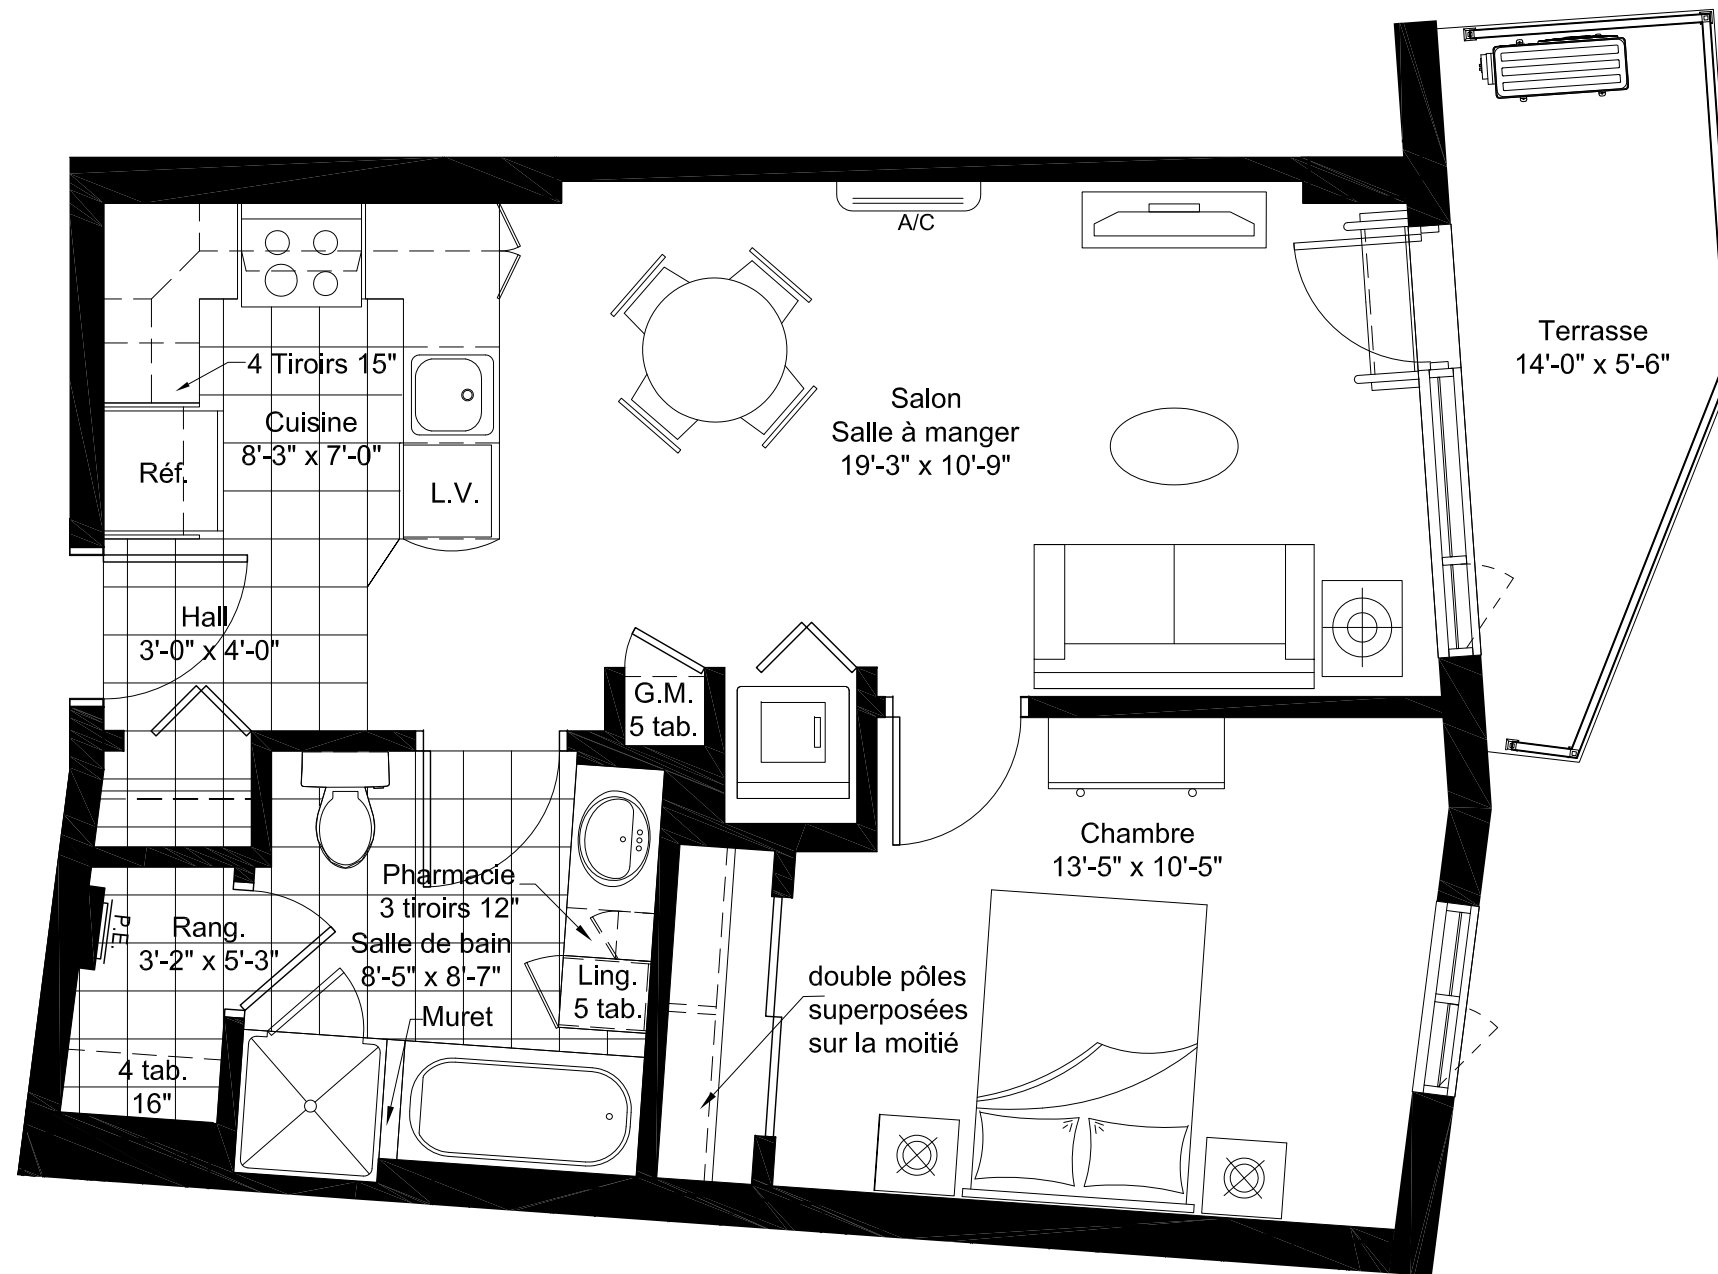 A/C
Terrasse
14'-0" x 5'-6"
4 Tiroirs 15"
Cuisine
8'-3" x 7'-0"
Réf.
L.V.
Salon
Salle à manger
19'-3" x 10'-9"
Hall
3'-0" x 4'-0"
G.M.
5 tab.
Chambre
13'-5" x 10'-5"
Pharmacie
3 tiroirs 12"
P.E.
Rang.
3'-2" x 5'-3"
Salle de bain
8'-5" x 8'-7"
Ling.
5 tab.
Muret
double pôles
superposées
sur la moitié
4 tab.
16"